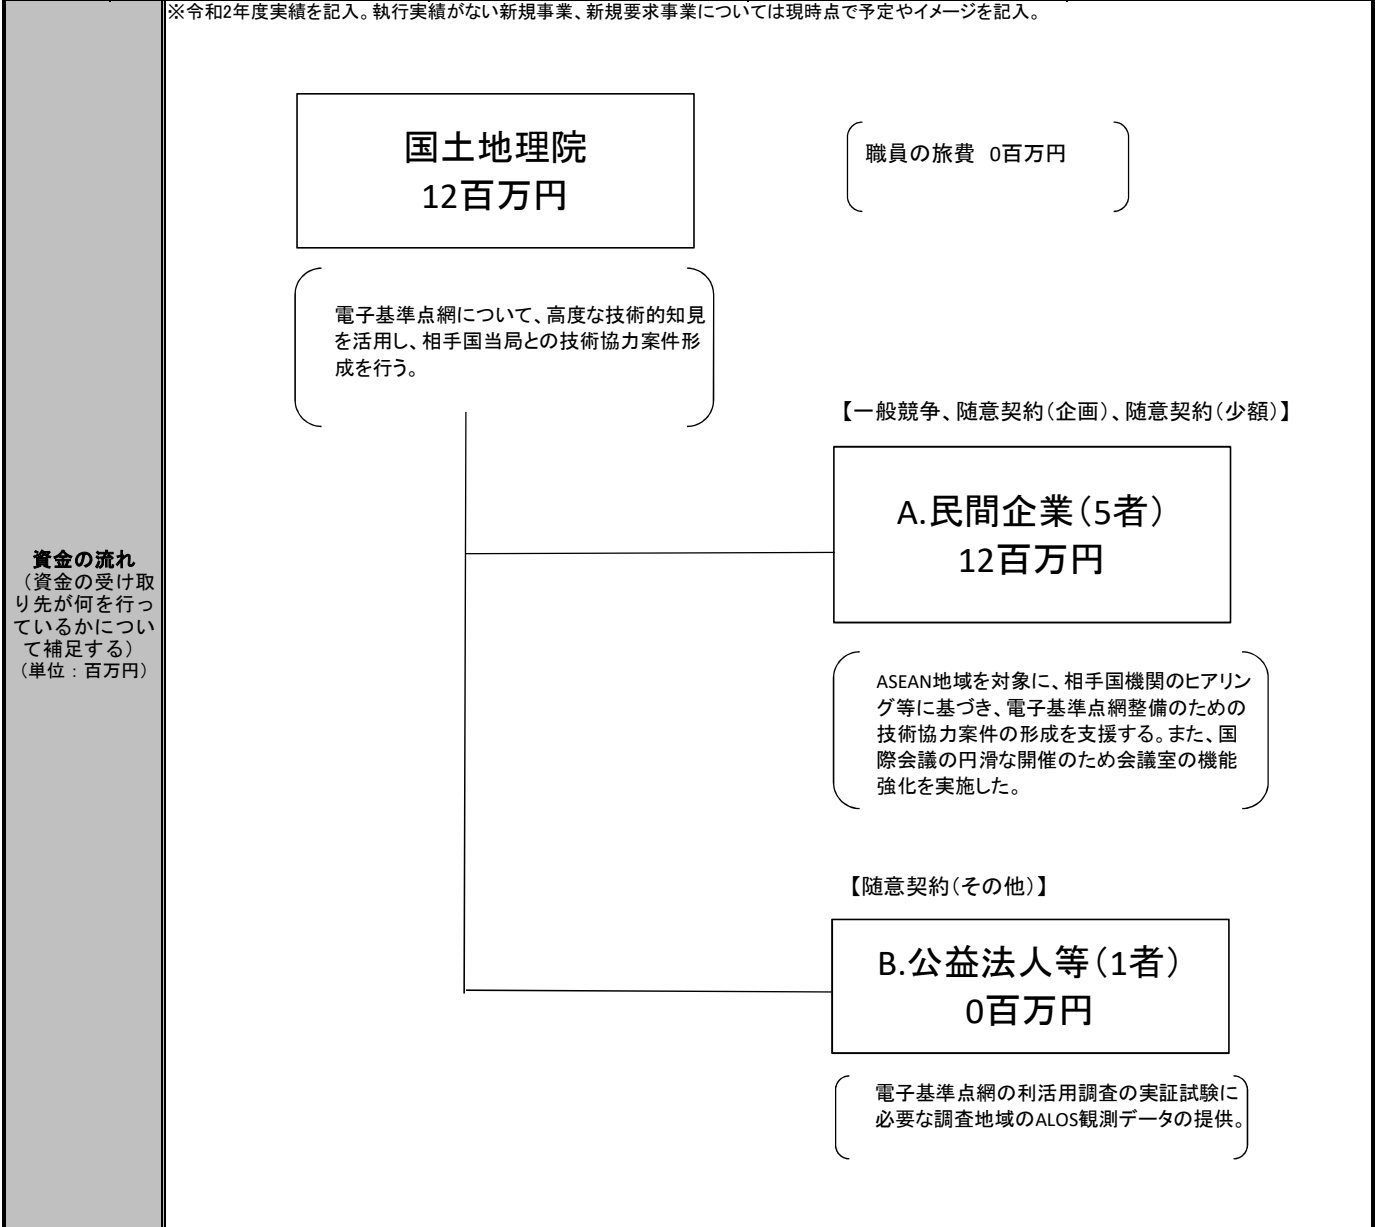 ※令和2年度実績を記入。執行実績がない新規事業、新規要求事業については現時点で予定やイメージを記入。
国土地理院
12百万円
職員の旅費 0百万円
電子基準点網について、高度な技術的知見
を活用し、相手国当局との技術協力案件形
成を行う。
【一般競争、随意契約（企画）、随意契約（少額）】
A.民間企業（5者）
12百万円
資金の流れ
（資金の受け取
り先が何を行っ
ているかについ
て補足する）
（単位：百万円）
ASEAN地域を対象に、相手国機関のヒアリン
グ等に基づき、電子基準点網整備のための
技術協力案件の形成を支援する。また、国
際会議の円滑な開催のため会議室の機能
強化を実施した。
【随意契約（その他）】
B.公益法人等（1者）
0百万円
電子基準点網の利活用調査の実証試験に
必要な調査地域のALOS観測データの提供。